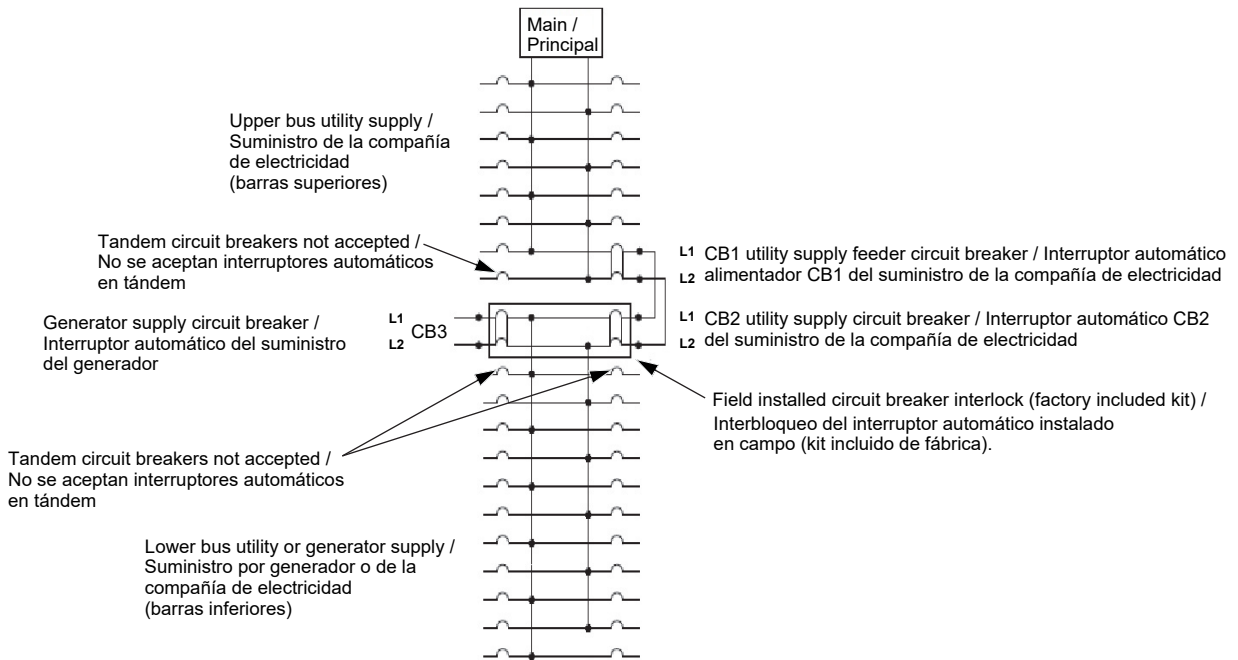 Main /
Principal
Upper bus utility supply /
Suministro de la compañía
de electricidad
(barras superiores)
Tandem circuit breakers not accepted /
No se aceptan interruptores automáticos
en tándem
L1 CB1 utility supply feeder circuit breaker / Interruptor automático
L2 alimentador CB1 del suministro de la compañía de electricidad
Generator supply circuit breaker /
Interruptor automático del suministro
del generador
L1
L2
CB3
L1 CB2 utility supply circuit breaker / Interruptor automático CB2
L2 del suministro de la compañía de electricidad
Field installed circuit breaker interlock (factory included kit) /
Interbloqueo del interruptor automático instalado
en campo (kit incluido de fábrica).
Tandem circuit breakers not accepted /
No se aceptan interruptores automáticos
en tándem
Lower bus utility or generator supply /
Suministro por generador o de la
compañía de electricidad
(barras inferiores)